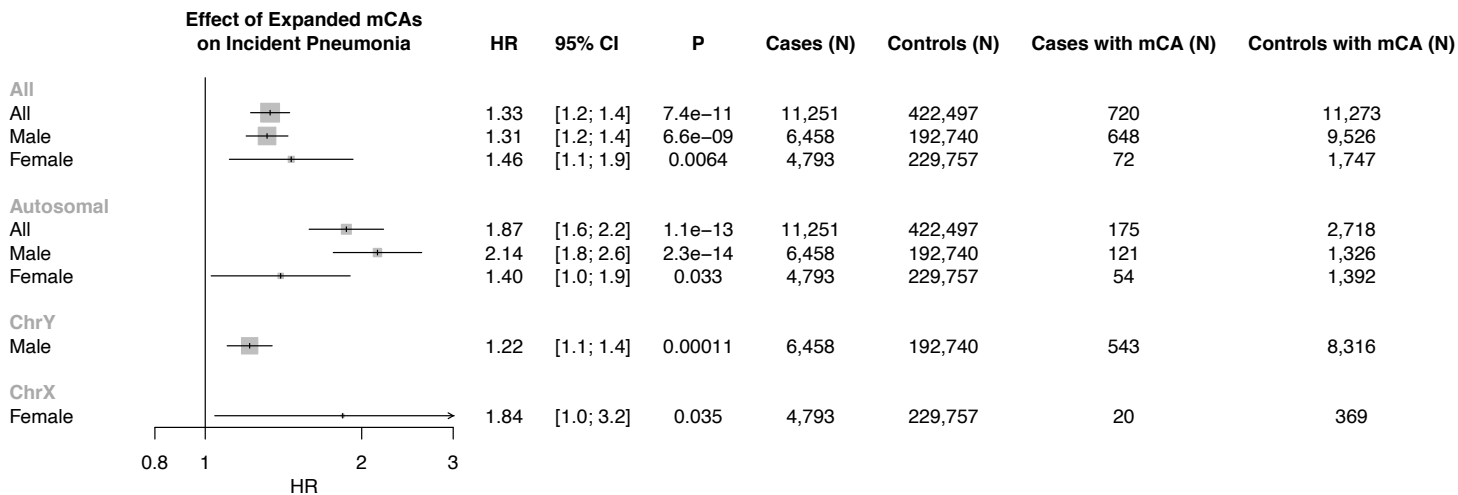 Effect of Expanded mCAs
on Incident Pneumonia HR 95% CI P Cases (N) Controls (N) Cases with mCA (N) Controls with mCA (N)
All
All 1.33 [1.2; 1.4] 7.4e−11 11,251 422,497 720 11,273
Male 1.31 [1.2; 1.4] 6.6e−09 6,458 192,740 648 9,526
Female 1.46 [1.1; 1.9] 0.0064 4,793 229,757 72 1,747
Autosomal
All 1.87 [1.6; 2.2] 1.1e−13 11,251 422,497 175 2,718
Male 2.14 [1.8; 2.6] 2.3e−14 6,458 192,740 121 1,326
Female 1.40 [1.0; 1.9] 0.033 4,793 229,757 54 1,392
ChrY
Male 1.22 [1.1; 1.4] 0.00011 6,458 192,740 543 8,316
ChrX
Female 1.84 [1.0; 3.2] 0.035 4,793 229,757 20 369
0.8 1 2 3
HR